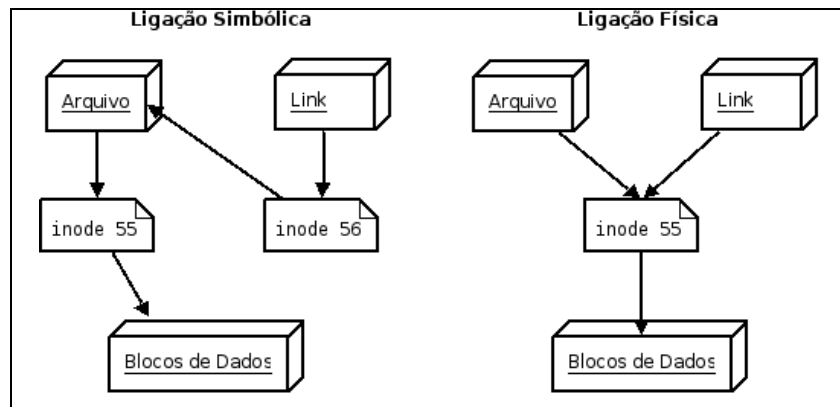 Ligação Simbólica
Arquivo
Link
inode 55
inode 56
Blocos de Dados
Ligação Física
Arquivo
Link
inode 55
Blocos de Dados